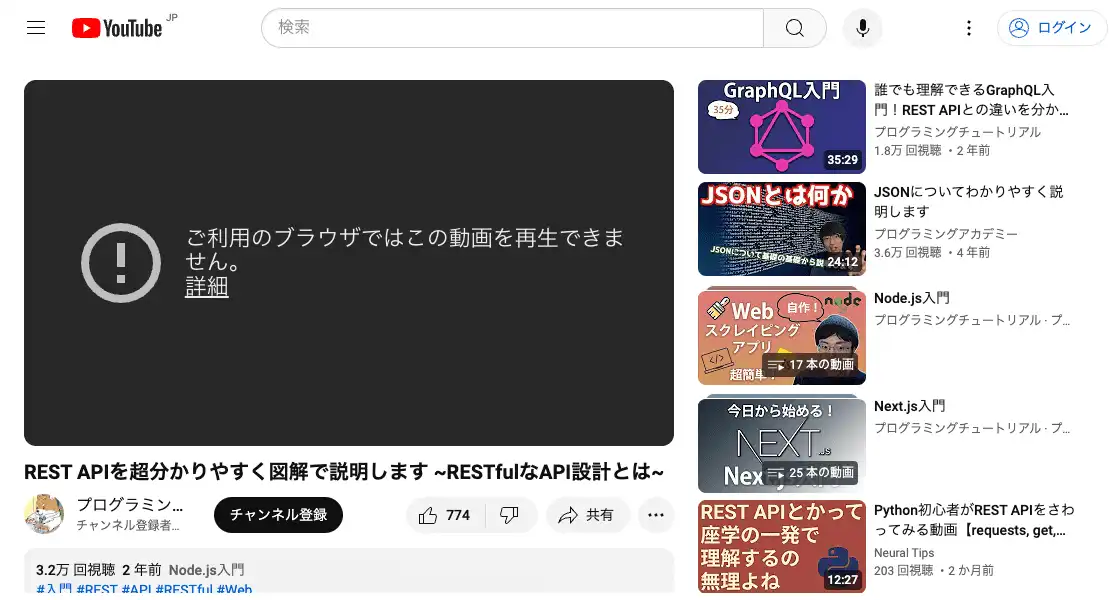 YouTube JP
検索
ログイン
ご利用のブラウザではこの動画を再生できま
せん。
詳細
REST APIを超分かりやすく図解で説明します ~RESTfulなAPI設計とは~
プログラミン...
チャンネル登録者...
チャンネル登録
774
共有
3.2万 回視聴 2 年前 Node.js入門
#入門 #REST #API #RESTful #Web
GraphQL入門
35分
35:29
誰でも理解できるGraphQL入
門！REST APIとの違いを分か...
プログラミングチュートリアル
1.8万 回視聴 ・2 年前
JSONとは何か
JSONについて基礎の基礎から説
24:12
JSONについてわかりやすく説
明します
プログラミングアカデミー
3.6万 回視聴 ・4 年前
Web
自作！
node
スクレイピング
アプリ
超簡単！
17 本の動画
Node.js入門
プログラミングチュートリアル · プ...
今日から始める！
NEXT.JS
25 本の動画
Next.js入門
プログラミングチュートリアル · プ...
REST APIとかって
座学の一発で
理解するの
無理よね
12:27
Python初心者がREST APIをさわ
ってみる動画【requests, get,...
Neural Tips
203 回視聴 ・2 か月前